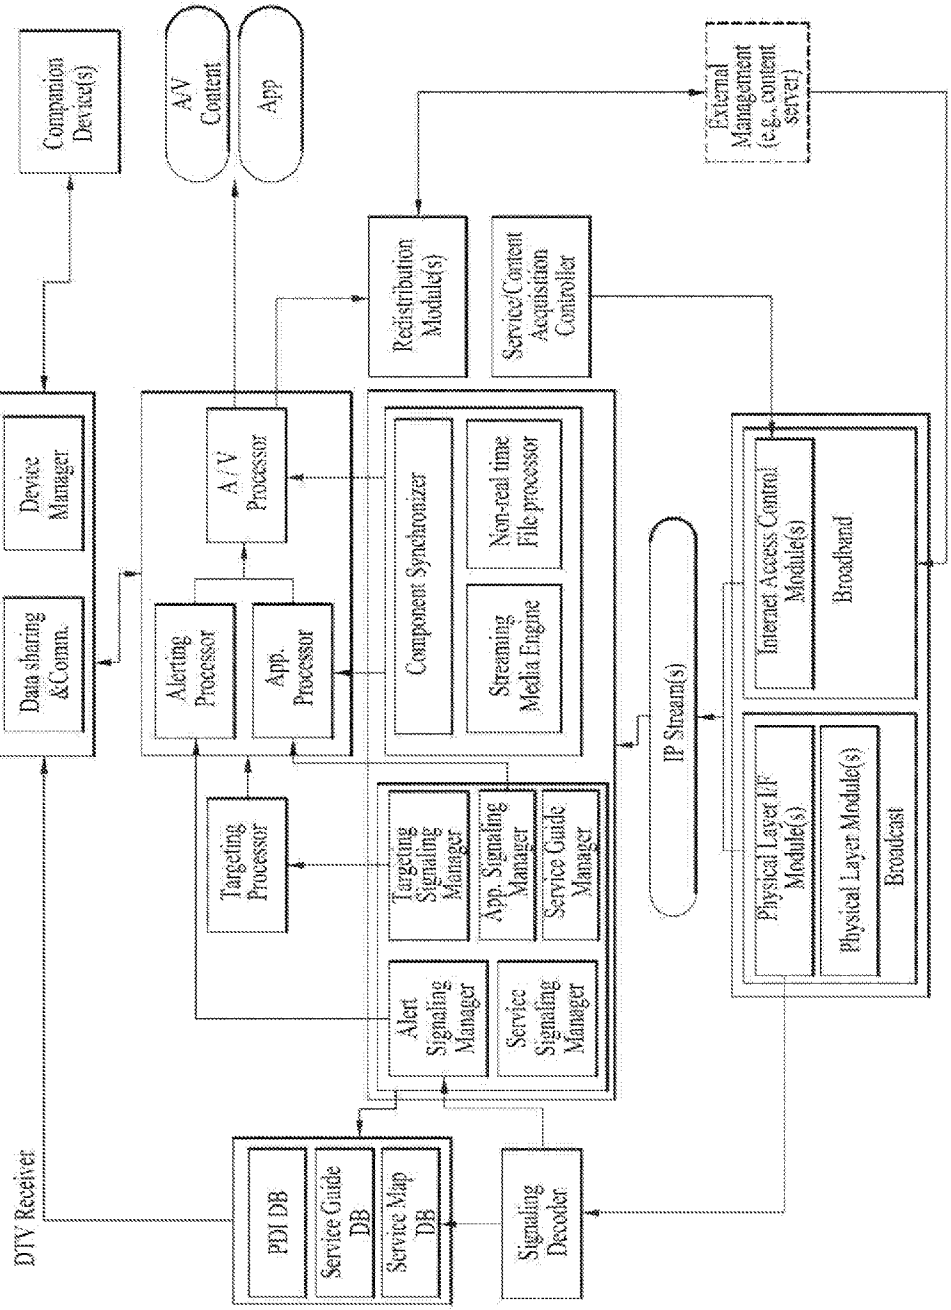 DTV Receiver
PDI DB
Service Guide
DB
Service Map
DB
Signaling
Decoder
Data sharing
&Comm.
Device
Manager
Companion
Device(s)
Targeting
Processor
Alerting
Processor
App.
Processor
A / V
Processor
A/V
Content
App
Alert
Signaling
Manager
Service
Signaling
Manager
Targeting
Signaling
Manager
App. Signaling
Manager
Service Guide
Manager
Component Synchronizer
Streaming
Media Engine
Non-real time
File processor
Redistribution
Module(s)
Service/Content
Acquisition
Controller
IP Stream(s)
External
Management
(e.g., content
server)
Physical Layer I/F
Module(s)
Physical Layer Module(s)
Broadcast
Internet Access Control
Module(s)
Broadband